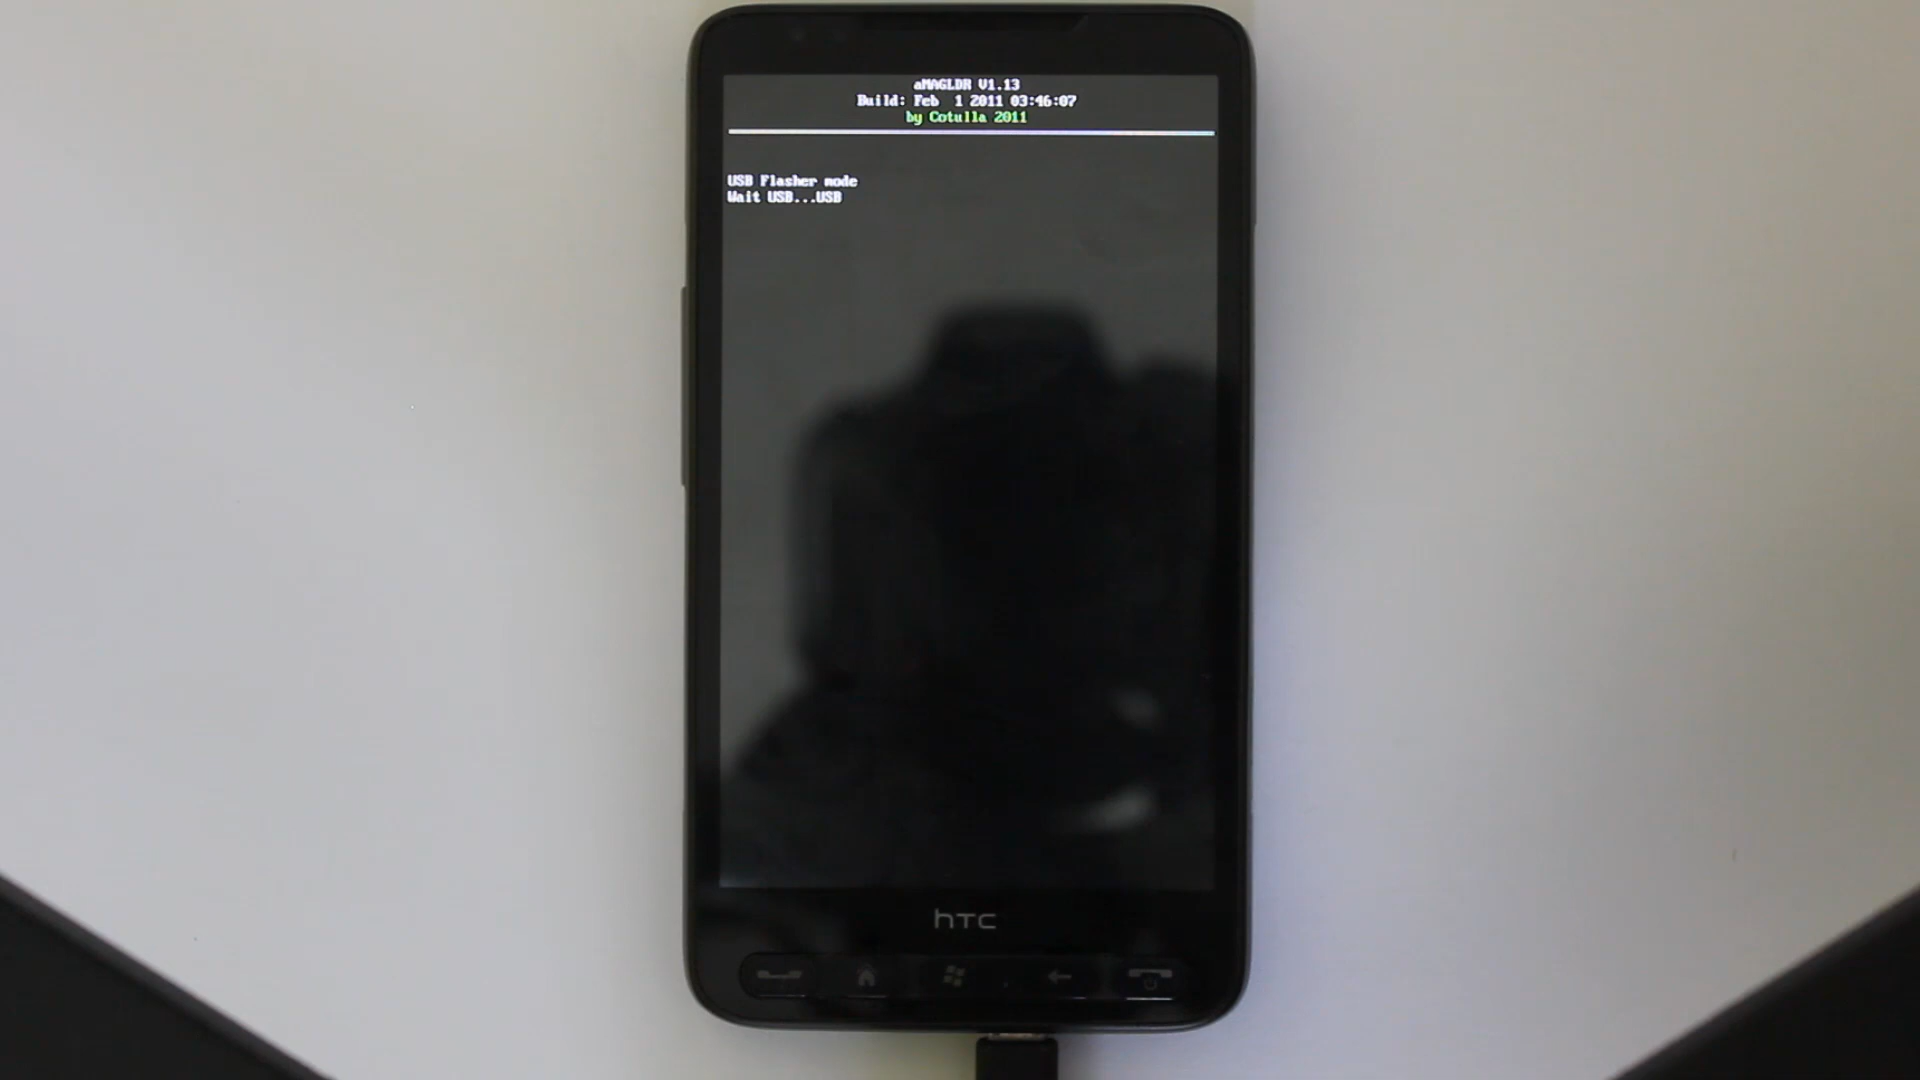 aMAGLDR V1.13
Build: Feb  1 2011 03:46:07
by Cotulla 2011
USB Flasher mode
Wait USB...USB
hTC